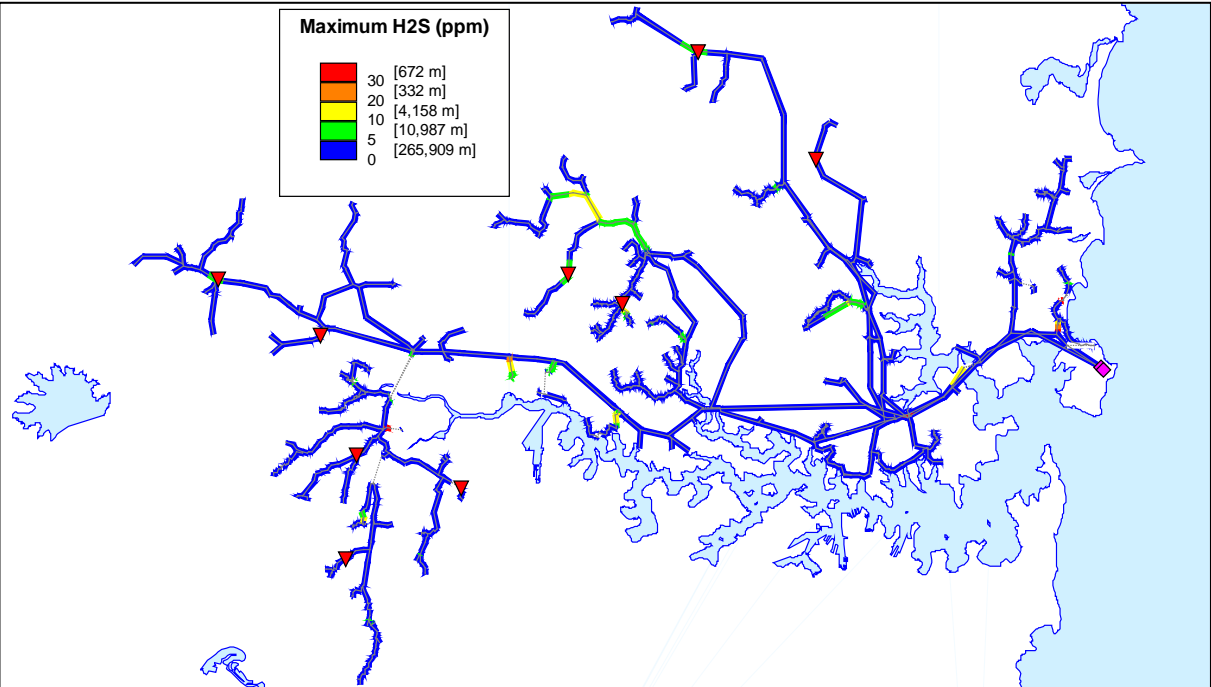 Maximum H2S (ppm)
[672 m]
30
[332 m]
20
[4,158 m]
10
[10,987 m]
5
[265,909 m]
0